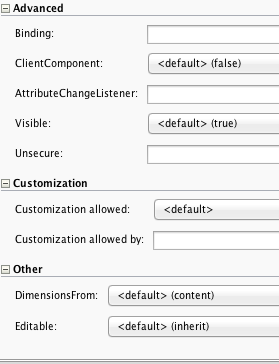 Advanced
Binding:
ClientComponent: <default> (false)
AttributeChangeListener:
Visible: <default> (true)
Unsecure:
Customization
Customization allowed: <default>
Customization allowed by:
Other
DimensionsFrom: <default> (content)
Editable: <default> (inherit)